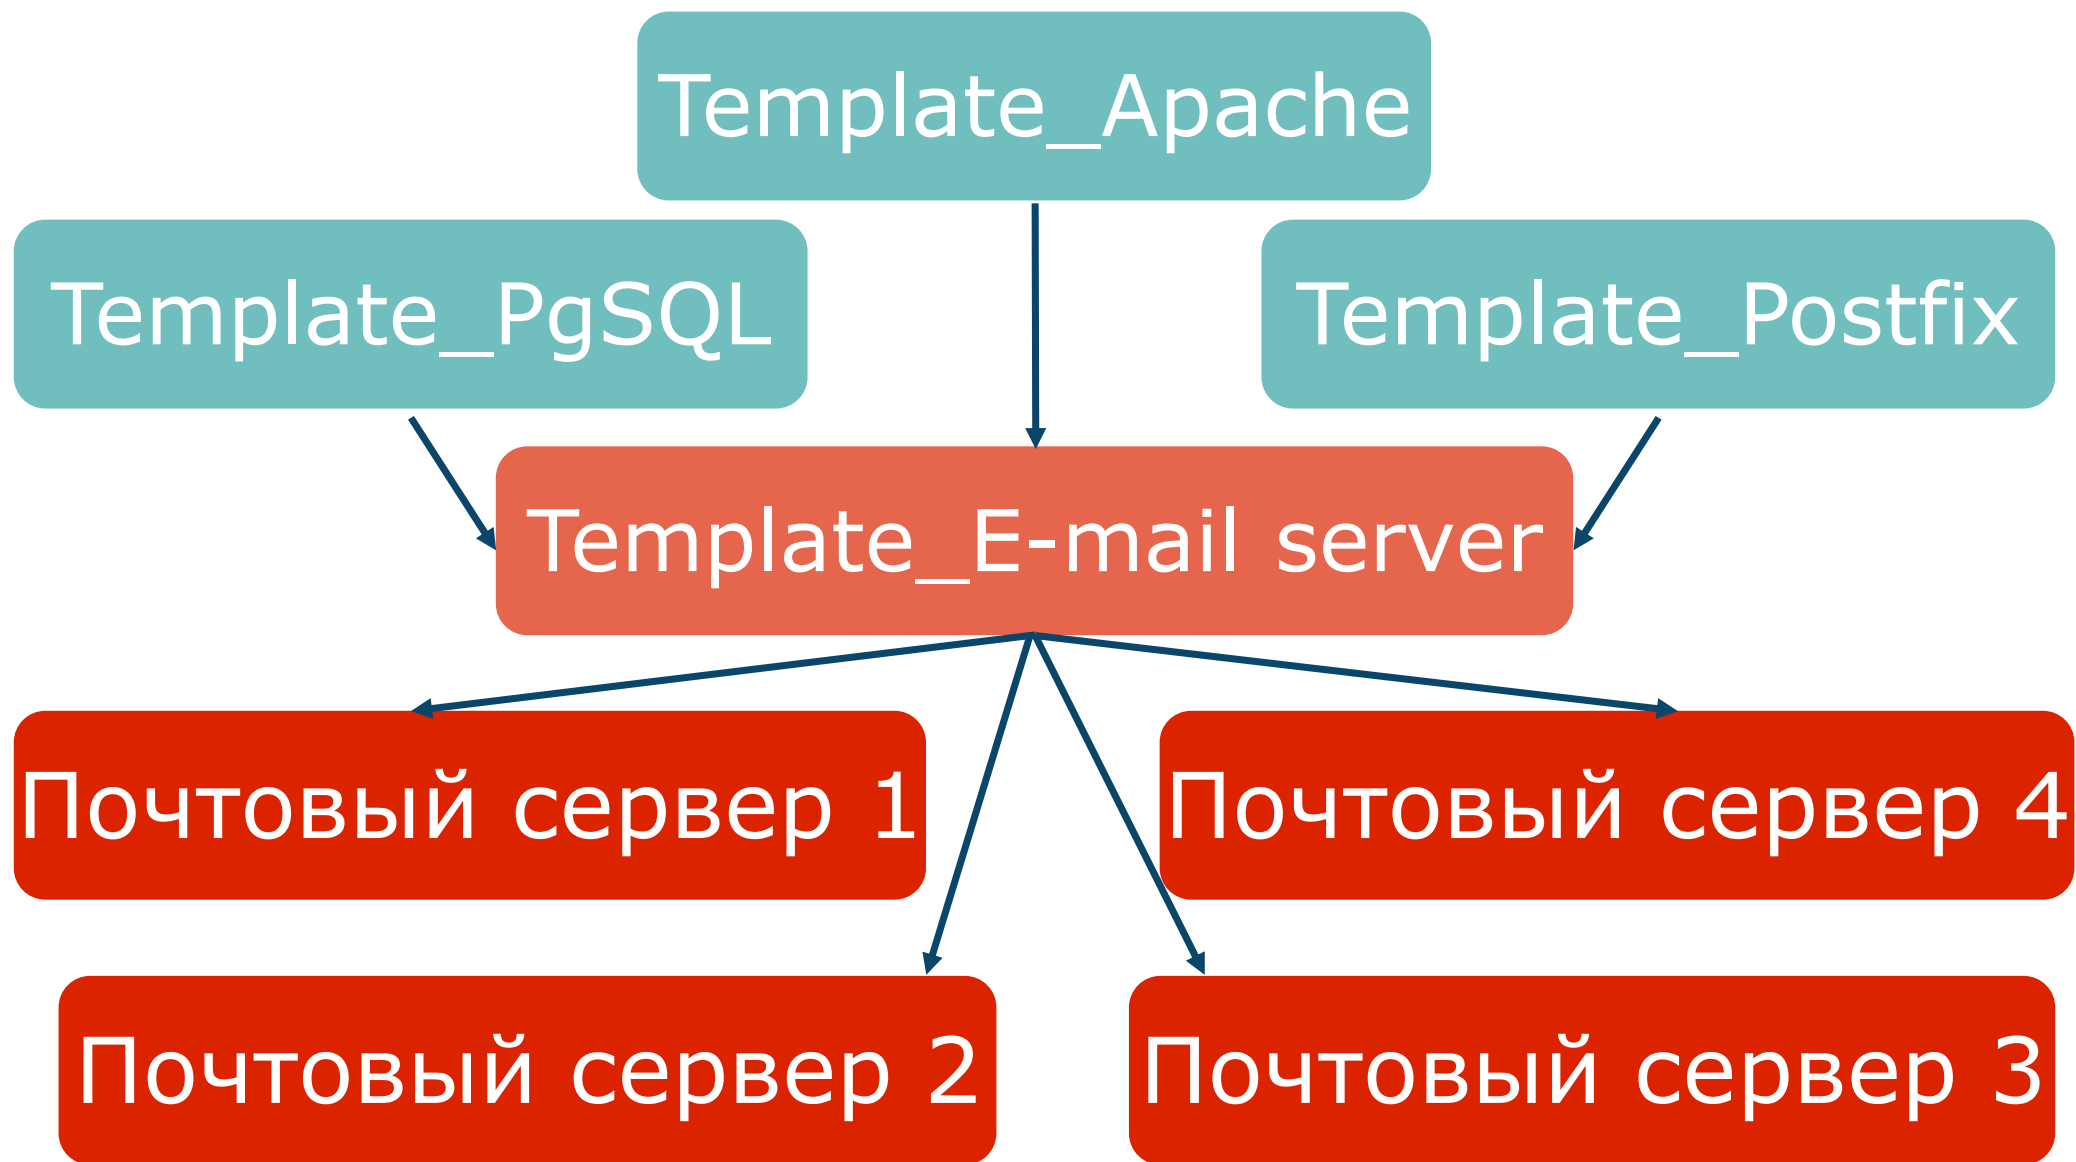 Template_Apache
Template_PgSQL
Template_Postfix
Template_E-mail server
Почтовый сервер 1
Почтовый сервер 4
Почтовый сервер 2
Почтовый сервер 3